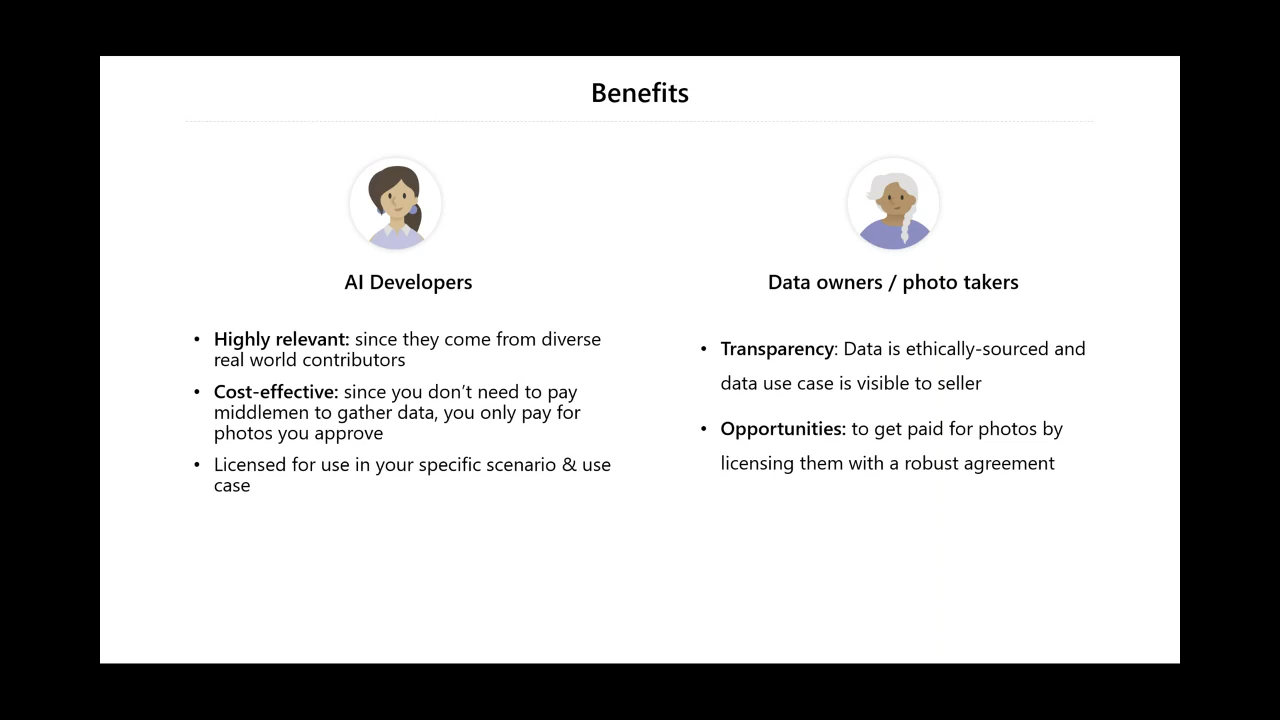 Benefits
AI Developers
• Highly relevant: since they come from diverse
real world contributors
• Cost-effective: since you don’t need to pay
middlemen to gather data, you only pay for
photos you approve
• Licensed for use in your specific scenario & use
case
Data owners / photo takers
• Transparency: Data is ethically-sourced and
data use case is visible to seller
• Opportunities: to get paid for photos by
licensing them with a robust agreement